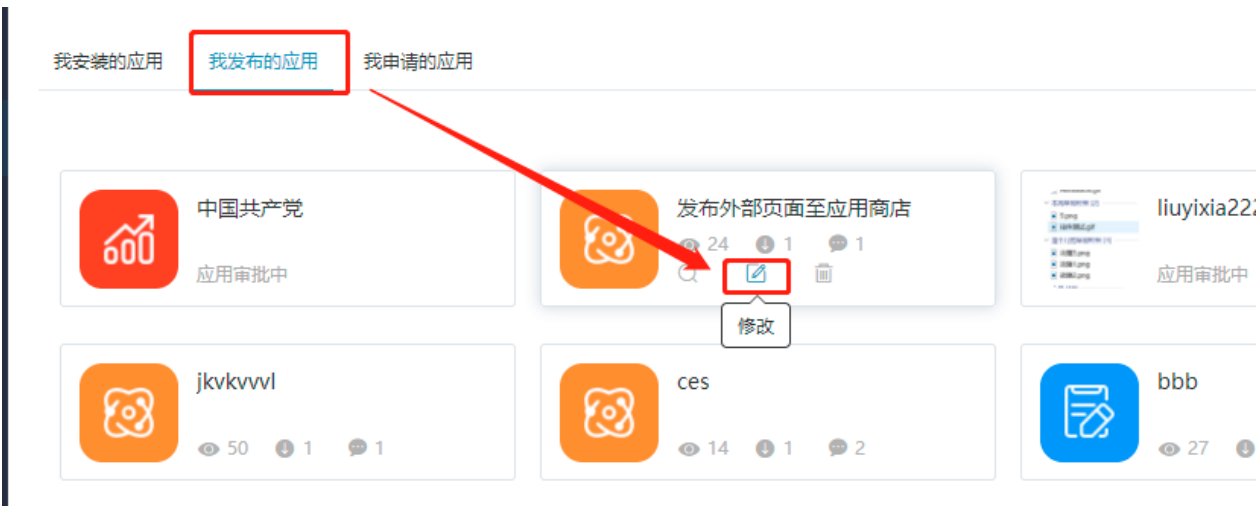 我安装的应用 我发布的应用 我申请的应用
中国共产党
应用审批中
发布外部页面至应用商店
24 1 1
修改
liuyixia222
应用审批中
jkvkvvvl
50 1 1
ces
14 1 2
bbb
27